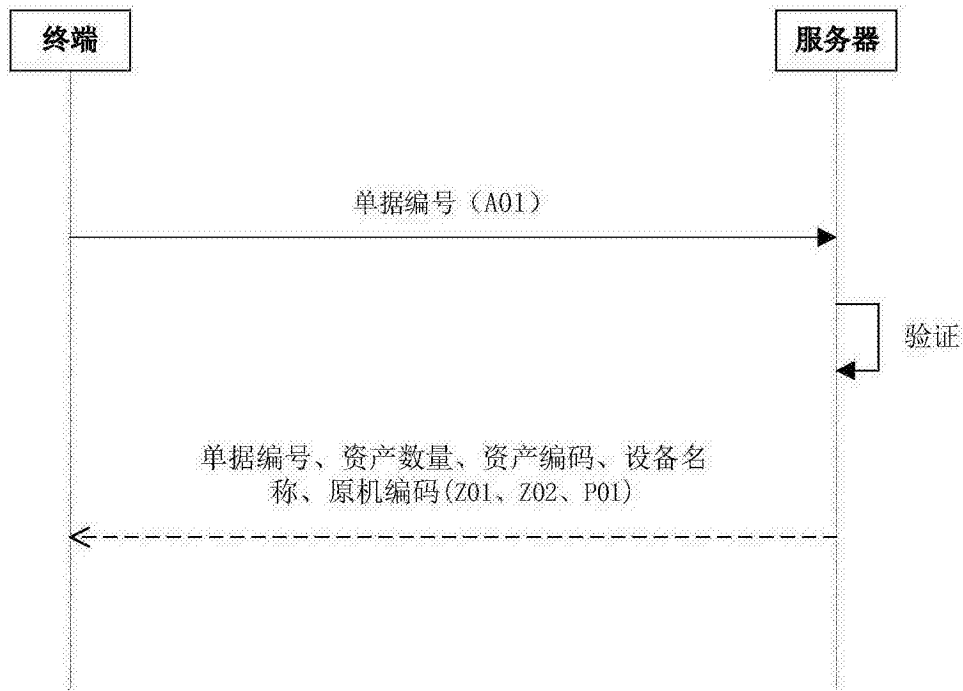 终端
服务器
单据编号（A01）
验证
单据编号、资产数量、资产编码、设备名
称、原机编码(Z01、Z02、P01)